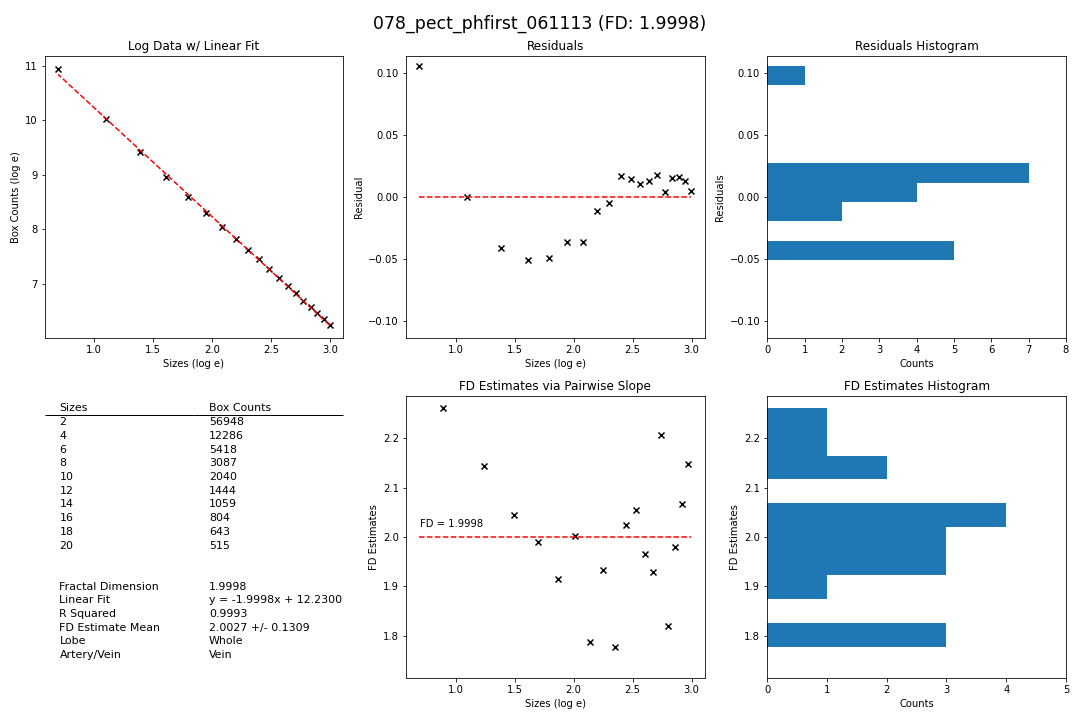 078_pect_phfirst_061113 (FD: 1.9998)
Log Data w/ Linear Fit
11
10
9
8
7
Box Counts (log e)
1.0 1.5 2.0 2.5 3.0
Sizes (log e)
Residuals
0.10
0.05
0.00
−0.05
−0.10
Residual
1.0 1.5 2.0 2.5 3.0
Sizes (log e)
Residuals Histogram
0.10
0.05
0.00
−0.05
−0.10
Residuals
0 1 2 3 4 5 6 7 8
Counts
Sizes Box Counts
2 56948
4 12286
6 5418
8 3087
10 2040
12 1444
14 1059
16 804
18 643
20 515
Fractal Dimension 1.9998
Linear Fit y = -1.9998x + 12.2300
R Squared 0.9993
FD Estimate Mean 2.0027 +/- 0.1309
Lobe Whole
Artery/Vein Vein
FD Estimates via Pairwise Slope
2.2
2.1
2.0
1.9
1.8
FD Estimates
FD = 1.9998
1.0 1.5 2.0 2.5 3.0
Sizes (log e)
FD Estimates Histogram
2.2
2.1
2.0
1.9
1.8
FD Estimates
0 1 2 3 4 5
Counts